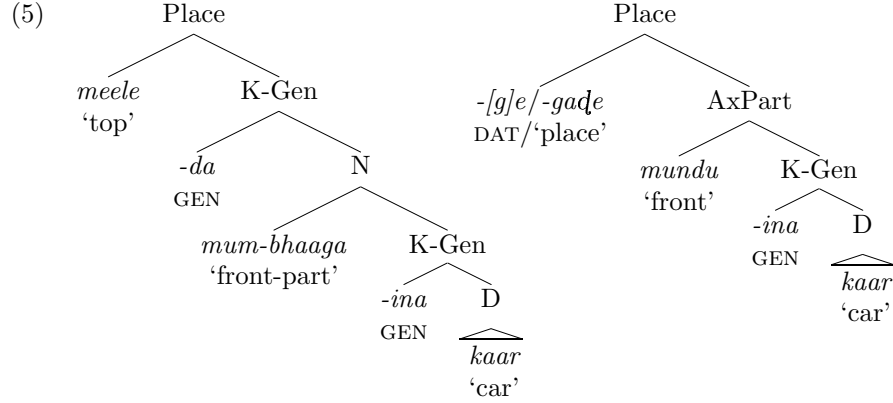 (5) Place Place
meele K-Gen -[g]e/-gaḍe AxPart
‘top’ DAT/‘place’
-da N mundu K-Gen
GEN ‘front’
mum-bhaaga K-Gen -ina D
‘front-part’ GEN
-ina D kaar
GEN ‘car’
kaar
‘car’